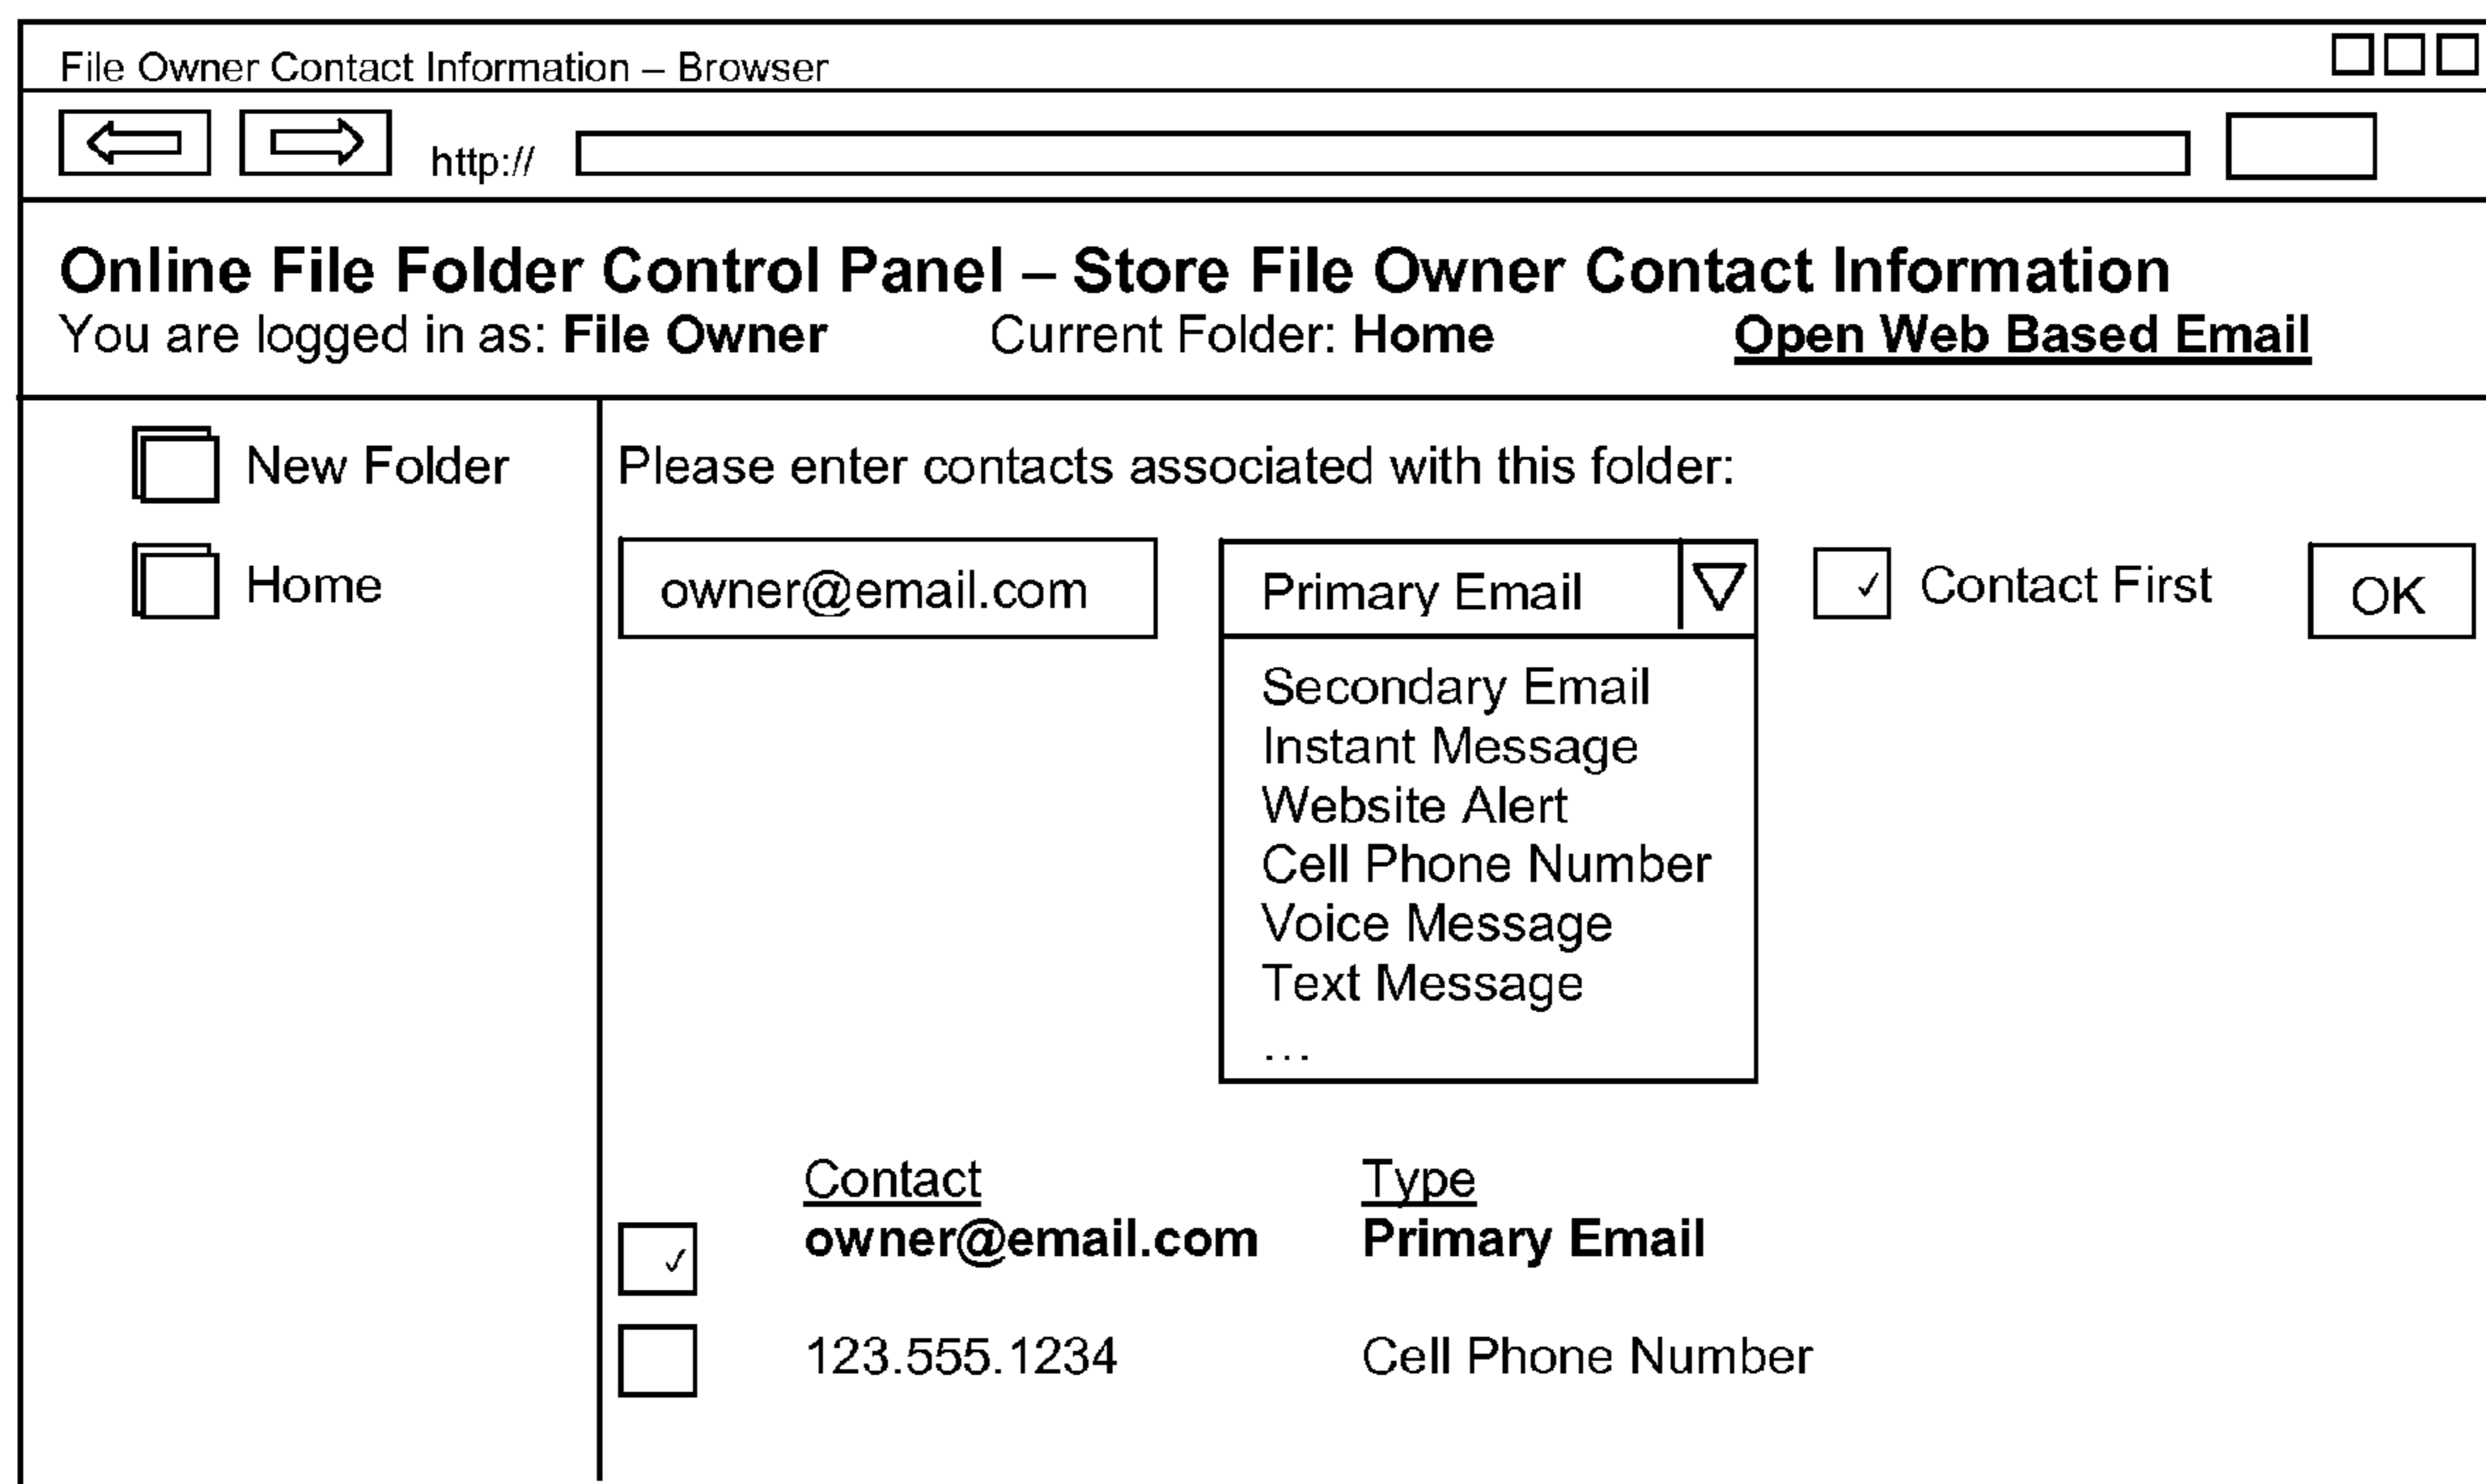 File Owner Contact Information – Browser
http://
Online File Folder Control Panel – Store File Owner Contact Information
You are logged in as: File Owner Current Folder: Home Open Web Based Email
New Folder
Please enter contacts associated with this folder:
Home
owner@email.com Primary Email ✓ Contact First OK
Secondary Email
Instant Message
Website Alert
Cell Phone Number
Voice Message
Text Message
...
Contact Type
✓ owner@email.com Primary Email
123.555.1234 Cell Phone Number